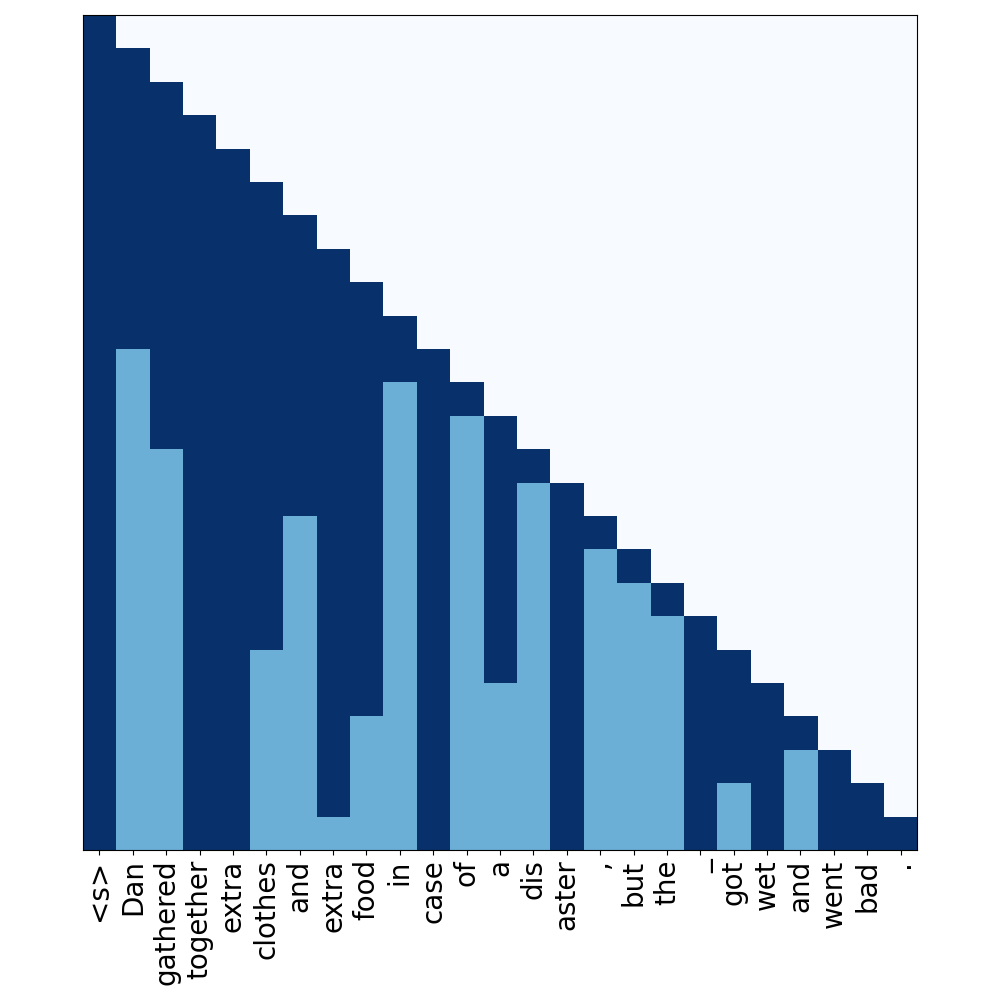 <s>
Dan
gathered
together
extra
clothes
and
extra
food
in
case
of
a
dis
aster
,
but
the
_
got
wet
and
went
bad
.